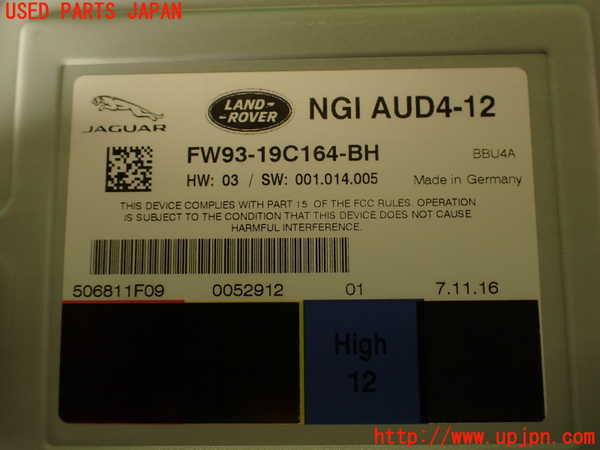 USED PARTS JAPAN
JAGUAR
LAND-
ROVER
NGI AUD4-12
FW93-19C164-BH
BBU4A
HW: 03 / SW: 001.014.005
Made in Germany
THIS DEVICE COMPLIES WITH PART 15 OF THE FCC RULES. OPERATION
IS SUBJECT TO THE CONDITION THAT THIS DEVICE DOES NOT CAUSE
HARMFUL INTERFERENCE.
506811F09 0052912 01 7.11.16
High
12
http://www.upjpn.com/